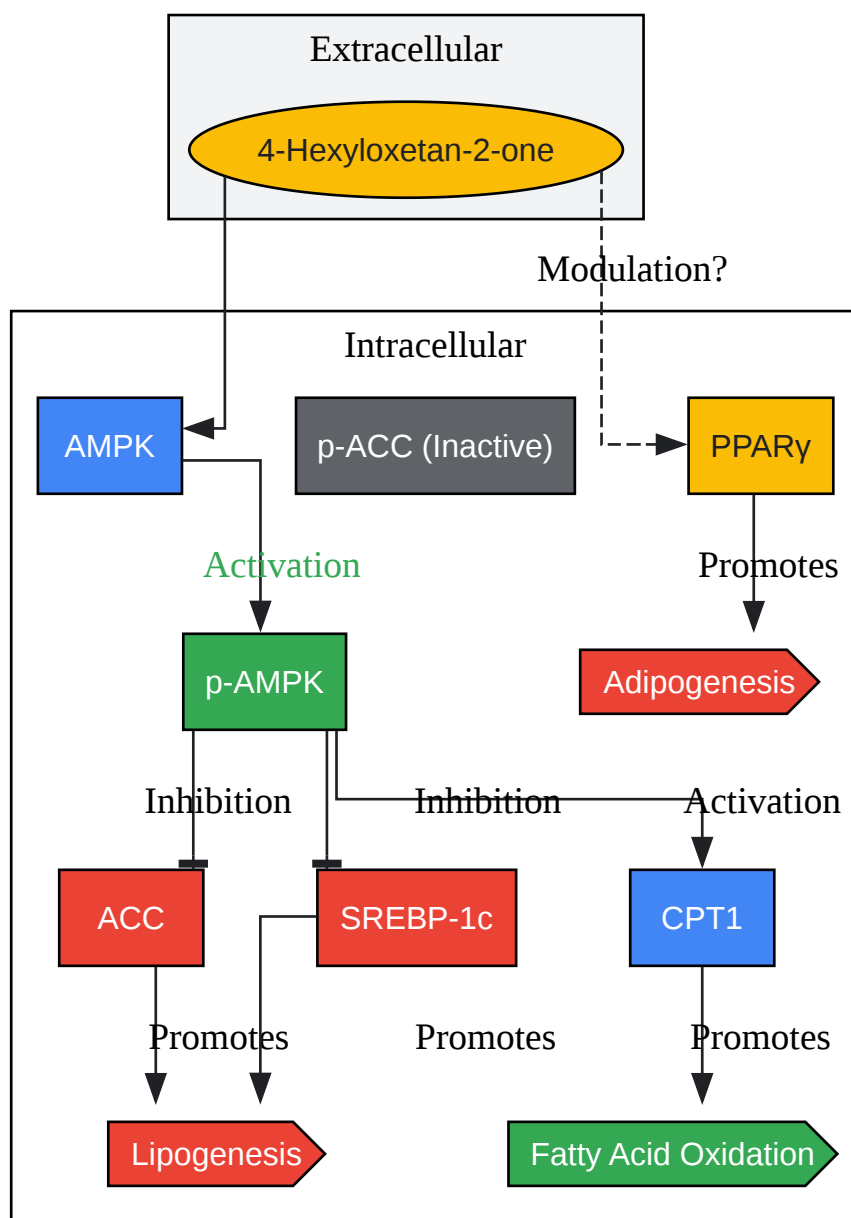 Extracellular
4-Hexyloxetan-2-one
Modulation?
Intracellular
AMPK
p-ACC (Inactive)
PPARγ
Activation
Promotes
p-AMPK
Adipogenesis
Inhibition
Inhibition
Activation
ACC
SREBP-1c
CPT1
Promotes
Promotes
Promotes
Lipogenesis
Fatty Acid Oxidation